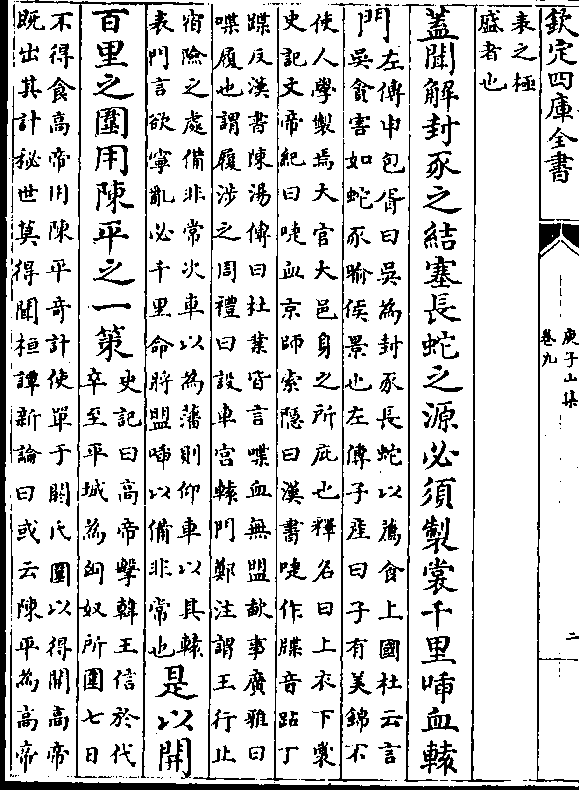 欽定四庫全書
庾子山集
卷九
二
表之極
盛者也
蓋聞解封豕之結塞長蛇之源必須製裳千里啑血轅
門
左傳申包胥曰吳為封豕長蛇以薦食上國杜云言
吳貪害如蛇豕喻侯景也左傳子產曰子有美錦不
使人學製焉大官大邑身之所庇也釋名曰上衣下裳
史記文帝紀曰啑血京師索隱曰漢書啑作喋音跕丁
蹀反漢書陳湯傳曰杜業皆言喋血無盟歃事廣雅曰
喋履也謂履涉之周禮曰設車宮轅門鄭注謂王行止
宿險之處備非常次車以為藩則仰車以其轅
表門言欲寧亂必千里命將盟啑以備非常也
是以開
百里之圍用陳平之一策
史記曰高帝擊韓王信於代
卒至平城為匈奴所圍七日
不得食高帝用陳平奇計使單于閼氏圍以得開高帝
既出其計秘世莫得聞桓譚新論曰或云陳平為高帝